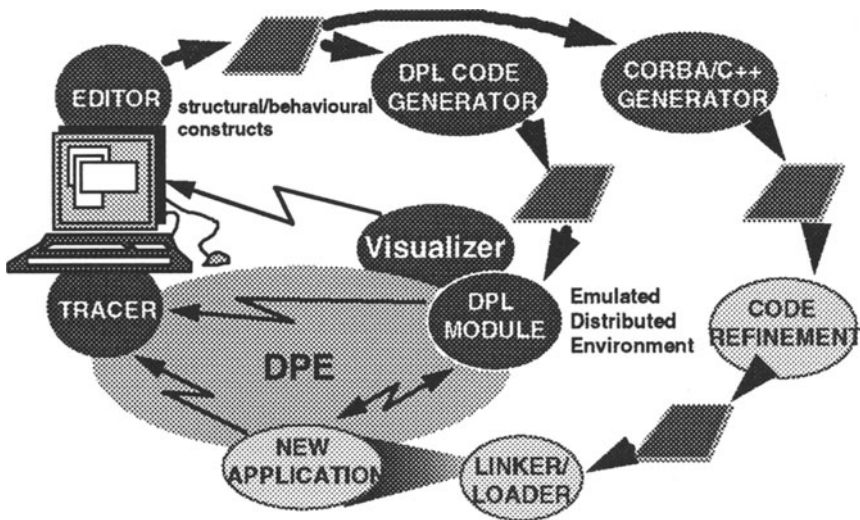 EDITOR
structural/behavioural
constructs
DPL CODE
GENERATOR
CORBA/C++
GENERATOR
Visualizer
TRACER
DPL
MODULE
Emulated
Distributed
Environment
CODE
REFINEMENT
DPE
NEW
APPLICATION
LINKER/
LOADER